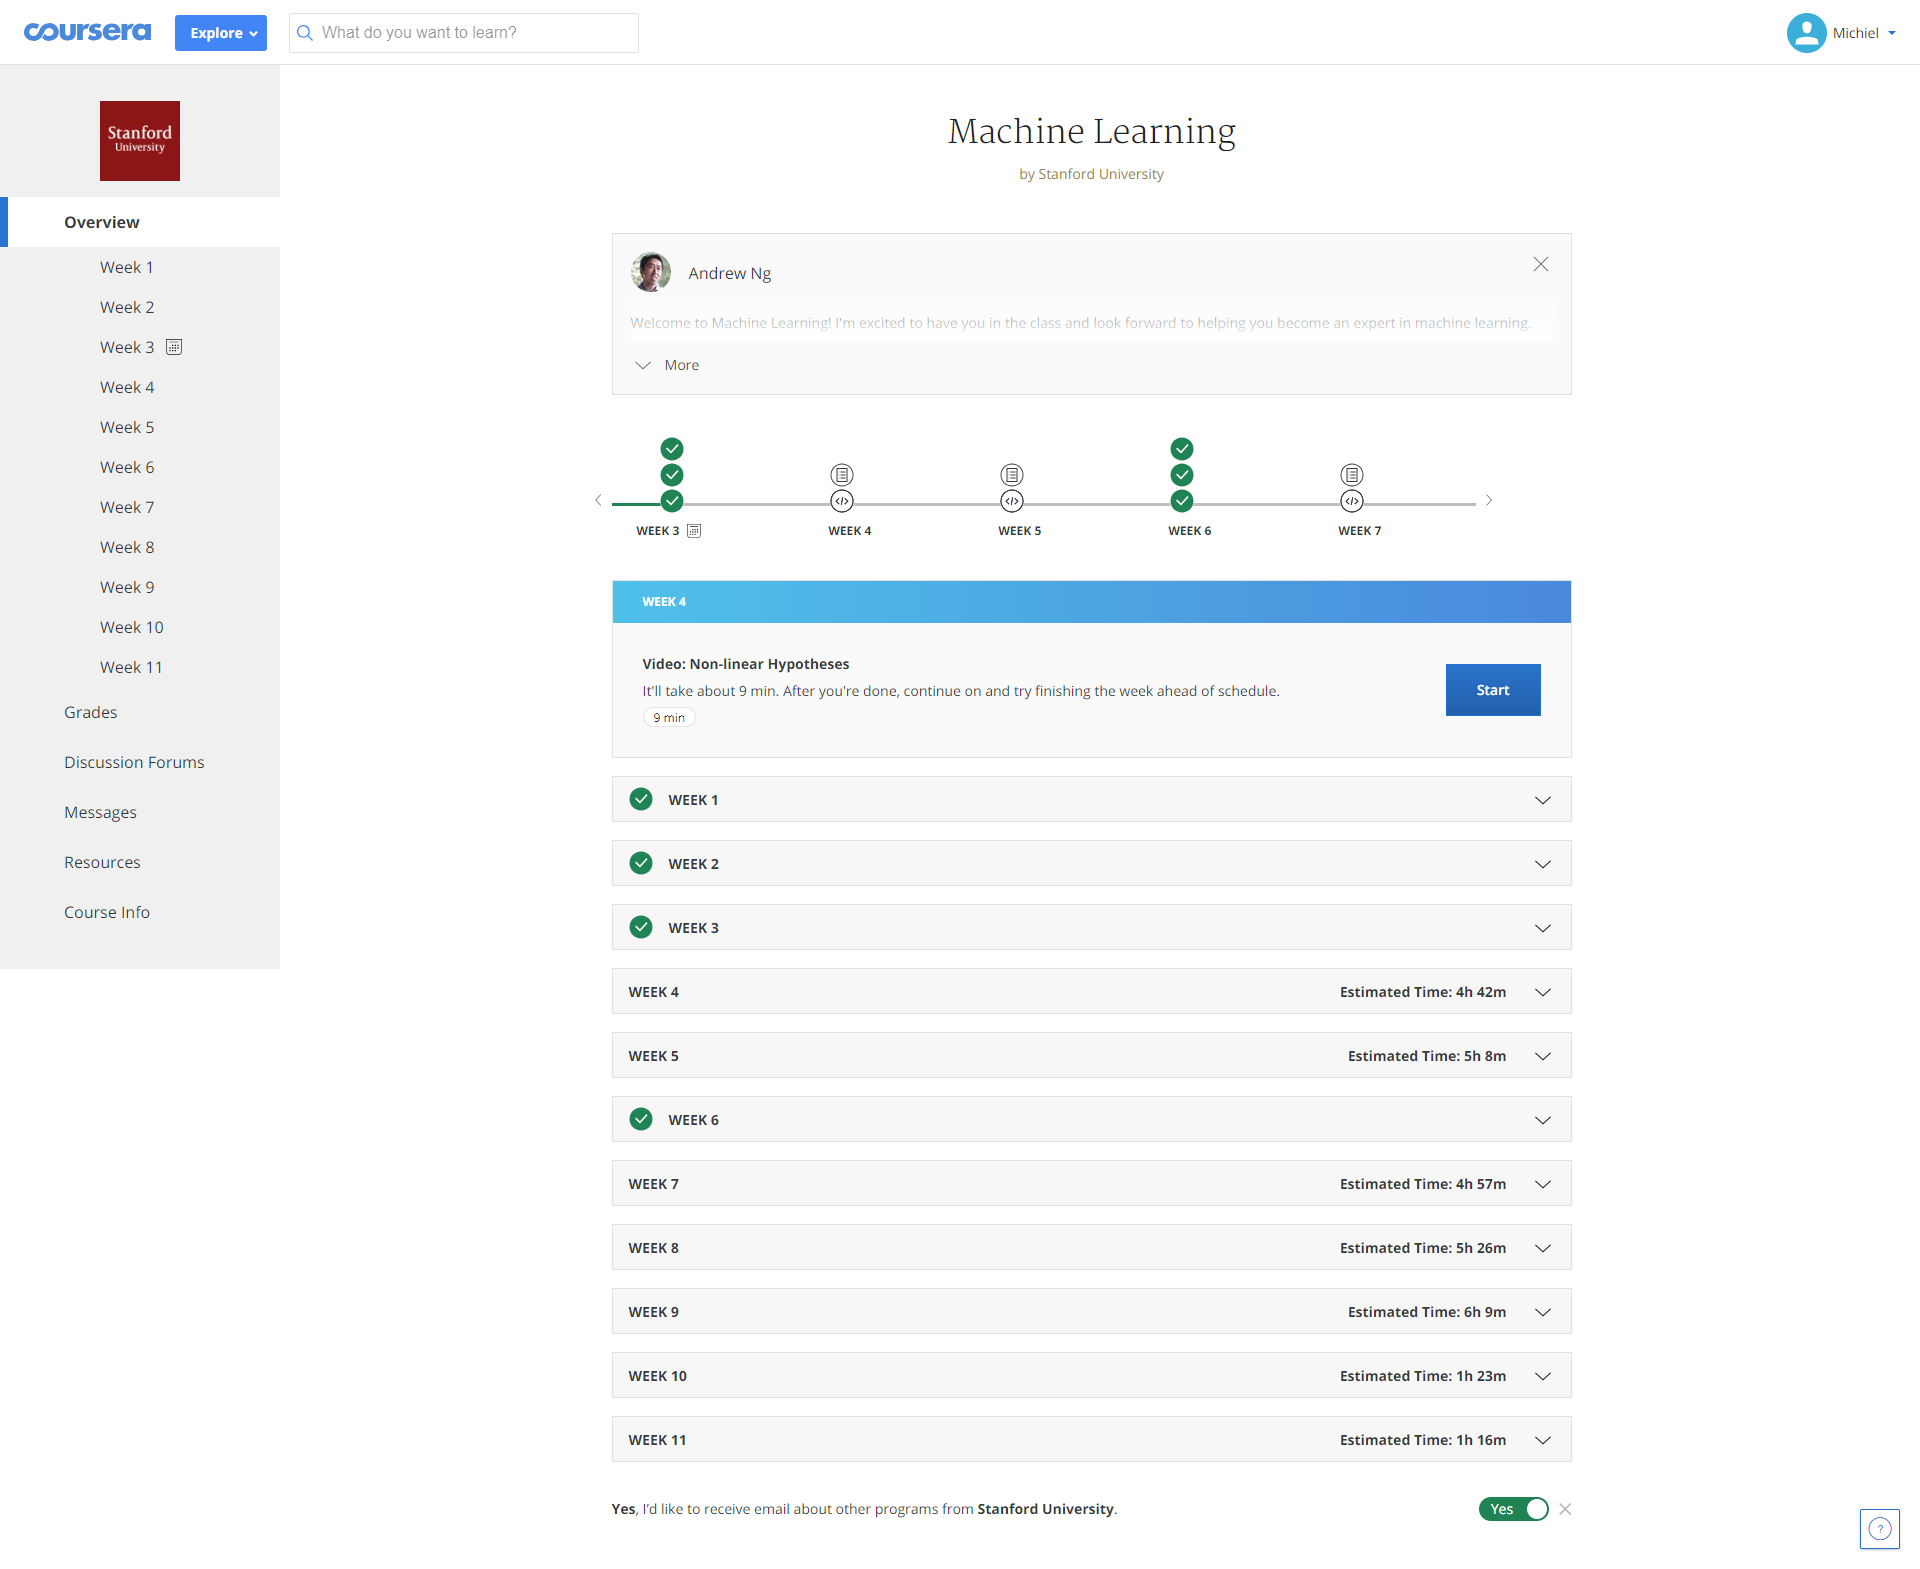 coursera
Explore
What do you want to learn?
Michiel
Stanford
University
Overview
Week 1
Week 2
Week 3
Week 4
Week 5
Week 6
Week 7
Week 8
Week 9
Week 10
Week 11
Grades
Discussion Forums
Messages
Resources
Course Info
Machine Learning
by Stanford University
Andrew Ng
Welcome to Machine Learning! I'm excited to have you in the class and look forward to helping you become an expert in machine learning.
More
WEEK 3
WEEK 4
WEEK 5
WEEK 6
WEEK 7
WEEK 4
Video: Non-linear Hypotheses
It'll take about 9 min. After you're done, continue on and try finishing the week ahead of schedule.
9 min
Start
WEEK 1
WEEK 2
WEEK 3
WEEK 4 Estimated Time: 4h 42m
WEEK 5 Estimated Time: 5h 8m
WEEK 6
WEEK 7 Estimated Time: 4h 57m
WEEK 8 Estimated Time: 5h 26m
WEEK 9 Estimated Time: 6h 9m
WEEK 10 Estimated Time: 1h 23m
WEEK 11 Estimated Time: 1h 16m
Yes, I'd like to receive email about other programs from Stanford University.
Yes
?